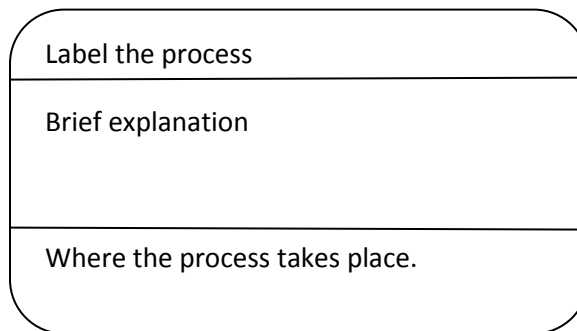 Label the process
Brief explanation
Where the process takes place.